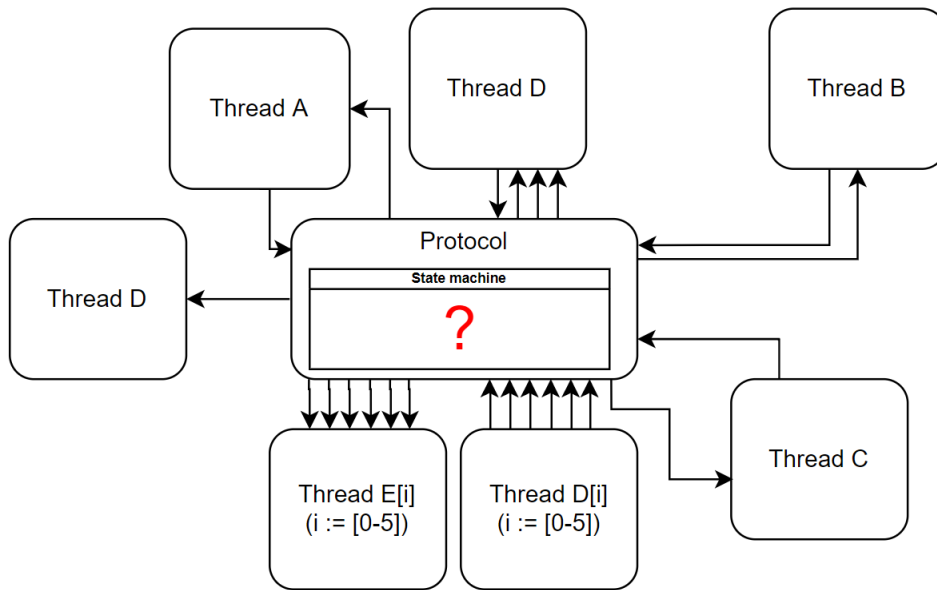 Thread A
Thread D
Thread B
Protocol
State machine
?
Thread D
Thread C
Thread E[i]
(i := [0-5])
Thread D[i]
(i := [0-5])